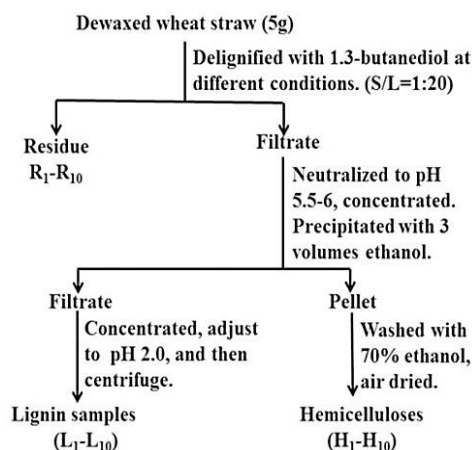 Dewaxed wheat straw (5g)
Delignified with 1.3-butanediol at
different conditions. (S/L=1:20)
Residue
R₁-R₁₀
Filtrate
Neutralized to pH
5.5-6, concentrated.
Precipitated with 3
volumes ethanol.
Filtrate
Pellet
Concentrated, adjust
to pH 2.0, and then
centrifuge.
Washed with
70% ethanol,
air dried.
Lignin samples
(L₁-L₁₀)
Hemicelluloses
(H₁-H₁₀)